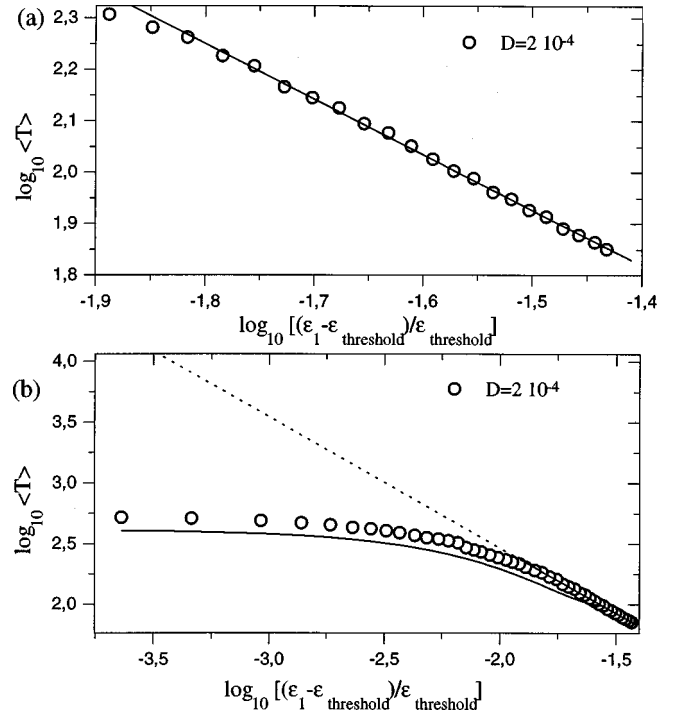 (a)
2,3
2,2
2,1
2,0
1,9
1,8
log10 <T>
D=2 10-4
-1,9 -1,8 -1,7 -1,6 -1,5 -1,4
log10 [(ε1-εthreshold)/εthreshold]
(b)
4,0
3,5
3,0
2,5
2,0
log10 <T>
D=2 10-4
-3,5 -3,0 -2,5 -2,0 -1,5
log10 [(ε1-εthreshold)/εthreshold]